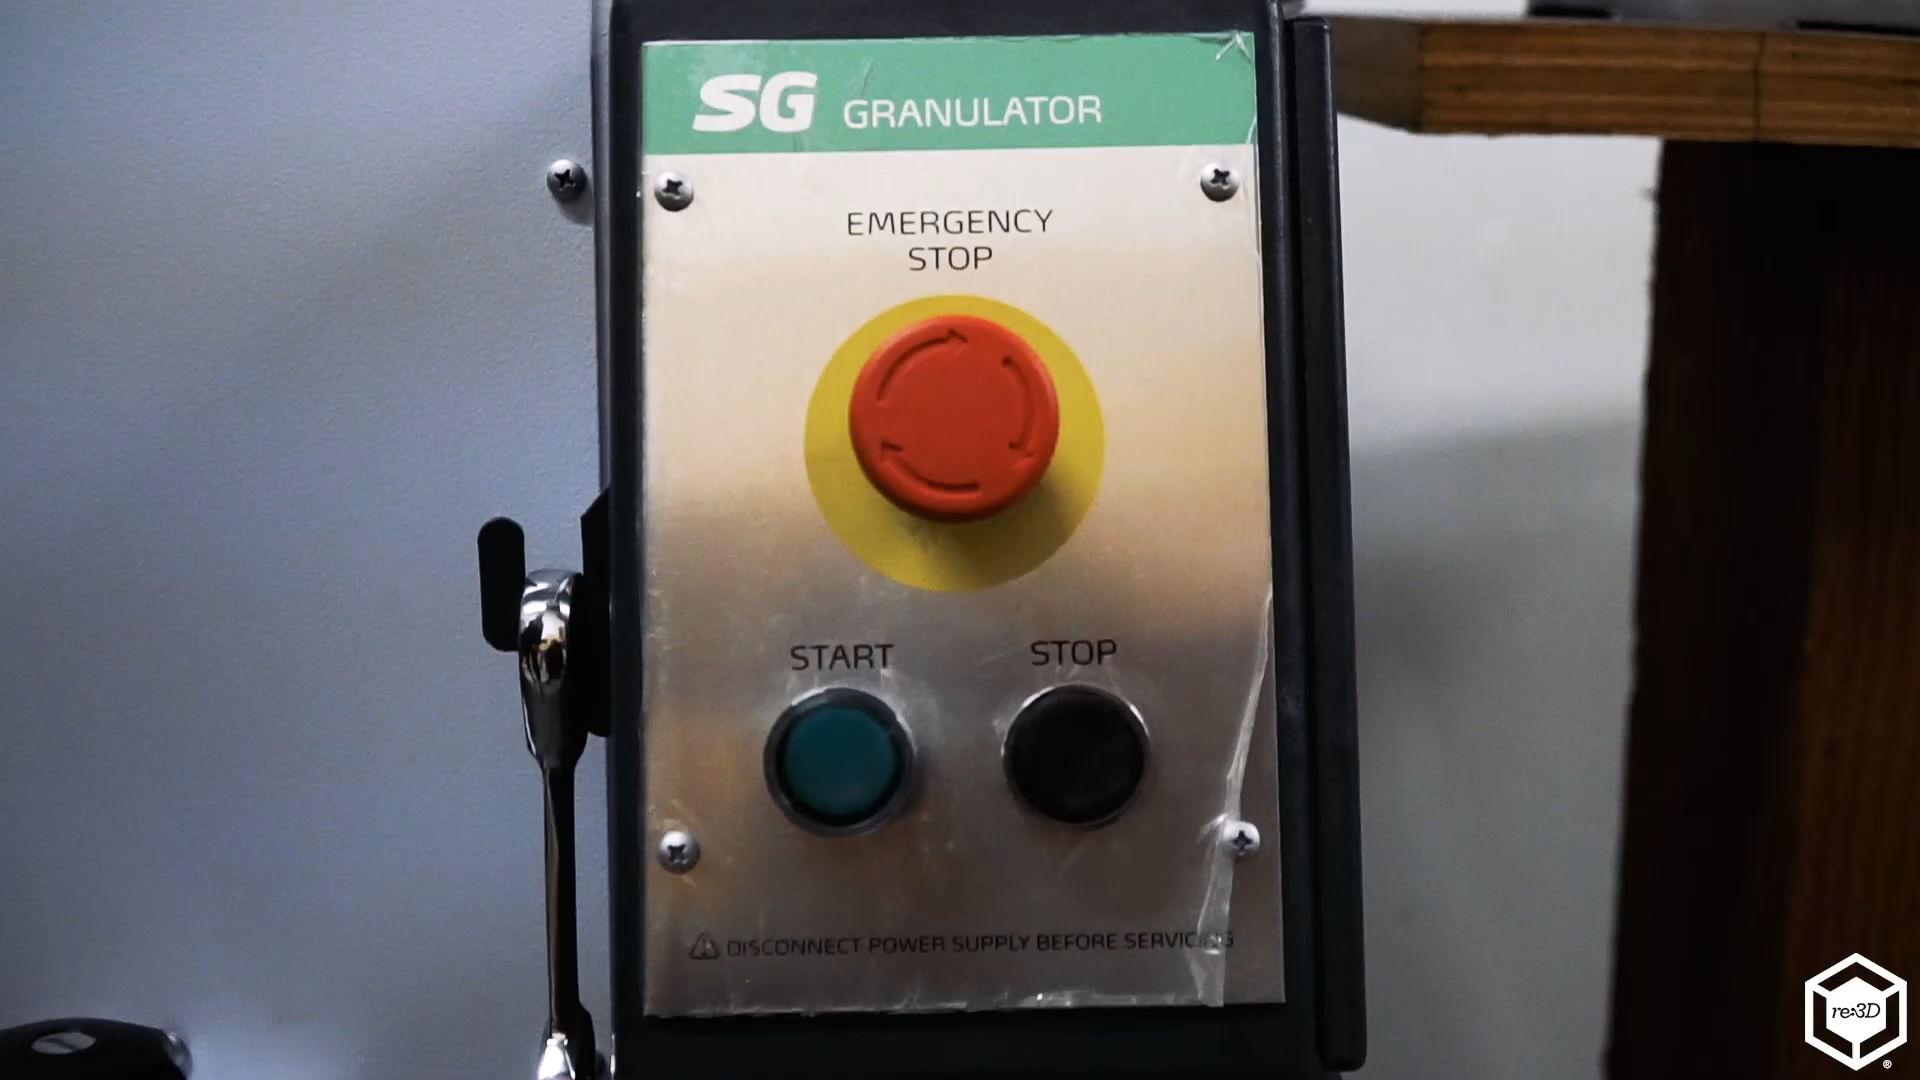 SG GRANULATOR
EMERGENCY
STOP
START STOP
DISCONNECT POWER SUPPLY BEFORE SERVICING
re:3D
®